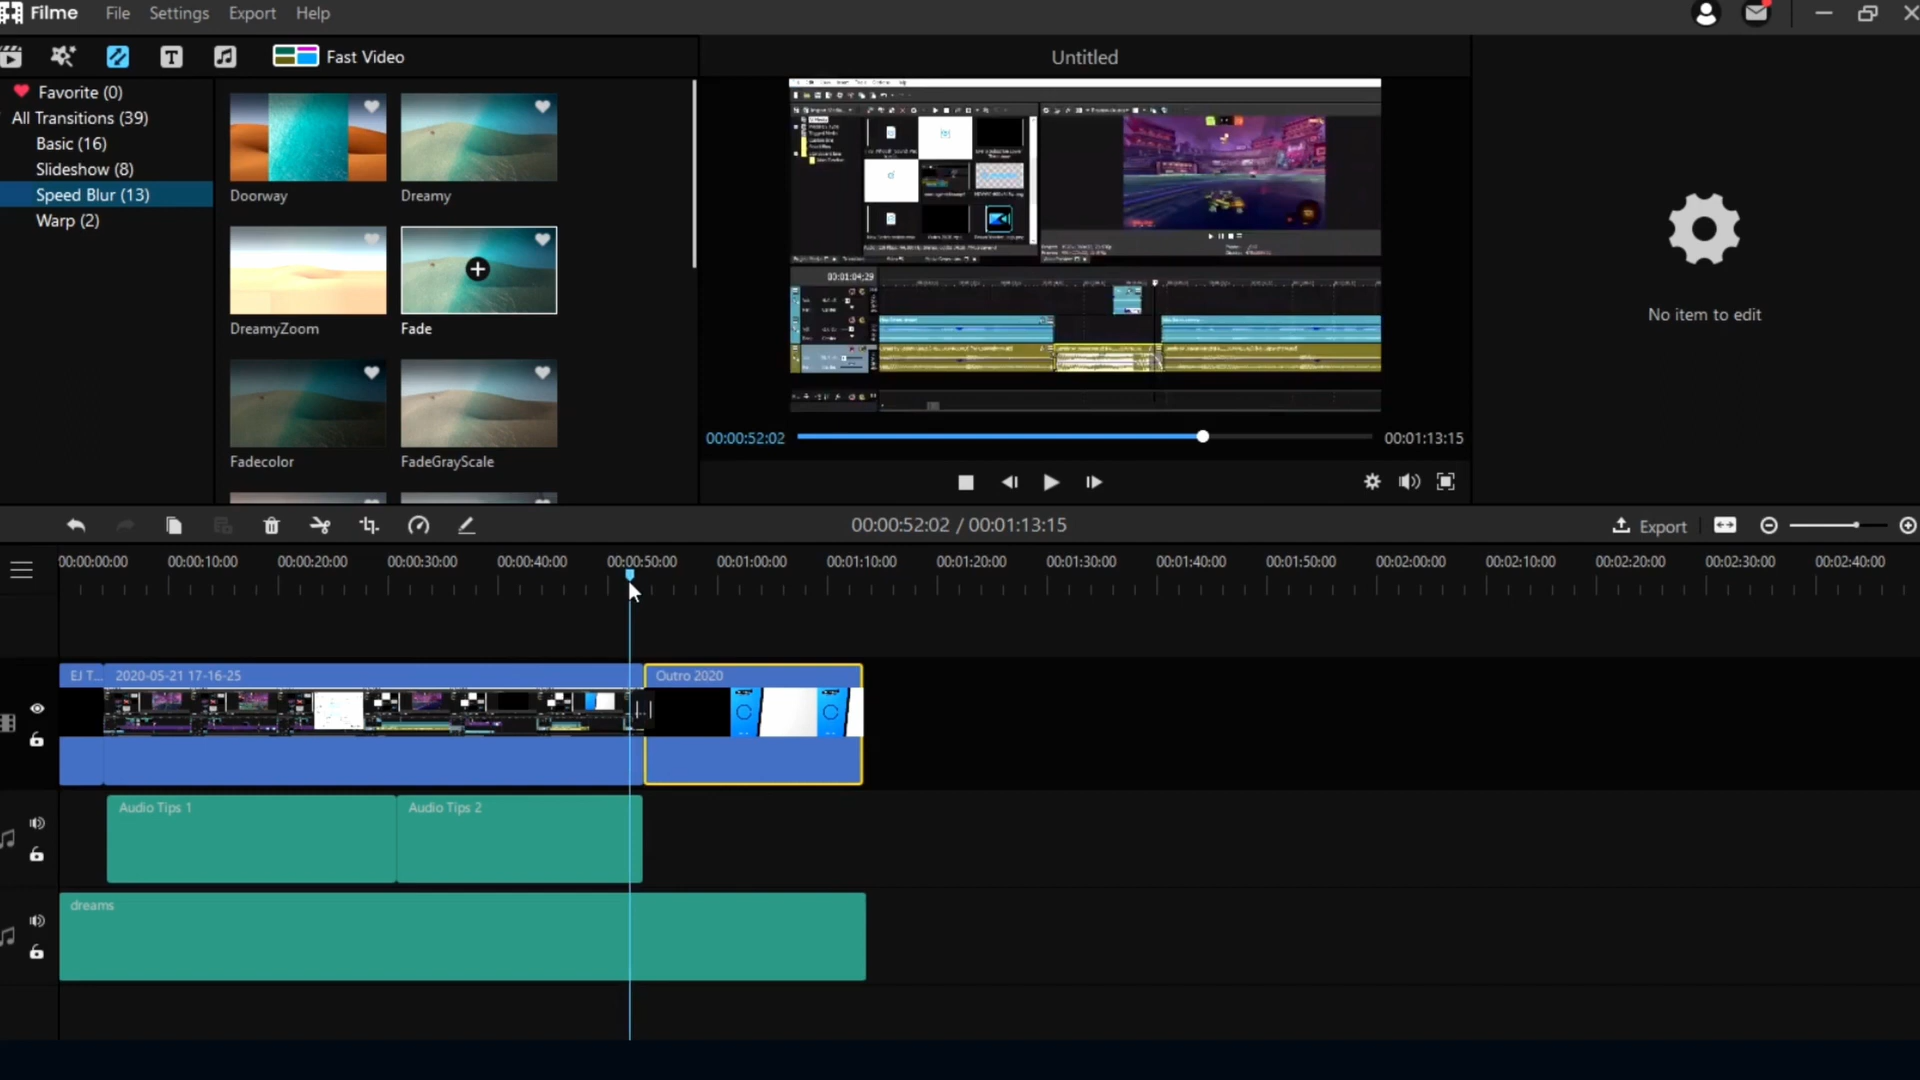 Filme File Settings Export Help
Fast Video
Untitled
Favorite (0)
All Transitions (39)
Basic (16)
Slideshow (8)
Speed Blur (13)
Warp (2)
Doorway Dreamy
DreamyZoom Fade
Fadecolor FadeGrayScale
00:01:04;29
No item to edit
00:00:52:02 00:01:13:15
00:00:52:02 / 00:01:13:15
Export
00:00:00:00 00:00:10:00 00:00:20:00 00:00:30:00 00:00:40:00 00:00:50:00 00:01:00:00 00:01:10:00 00:01:20:00 00:01:30:00 00:01:40:00 00:01:50:00 00:02:00:00 00:02:10:00 00:02:20:00 00:02:30:00 00:02:40:00
EJ T... 2020-05-21 17-16-25 Outro 2020
Audio Tips 1 Audio Tips 2
dreams